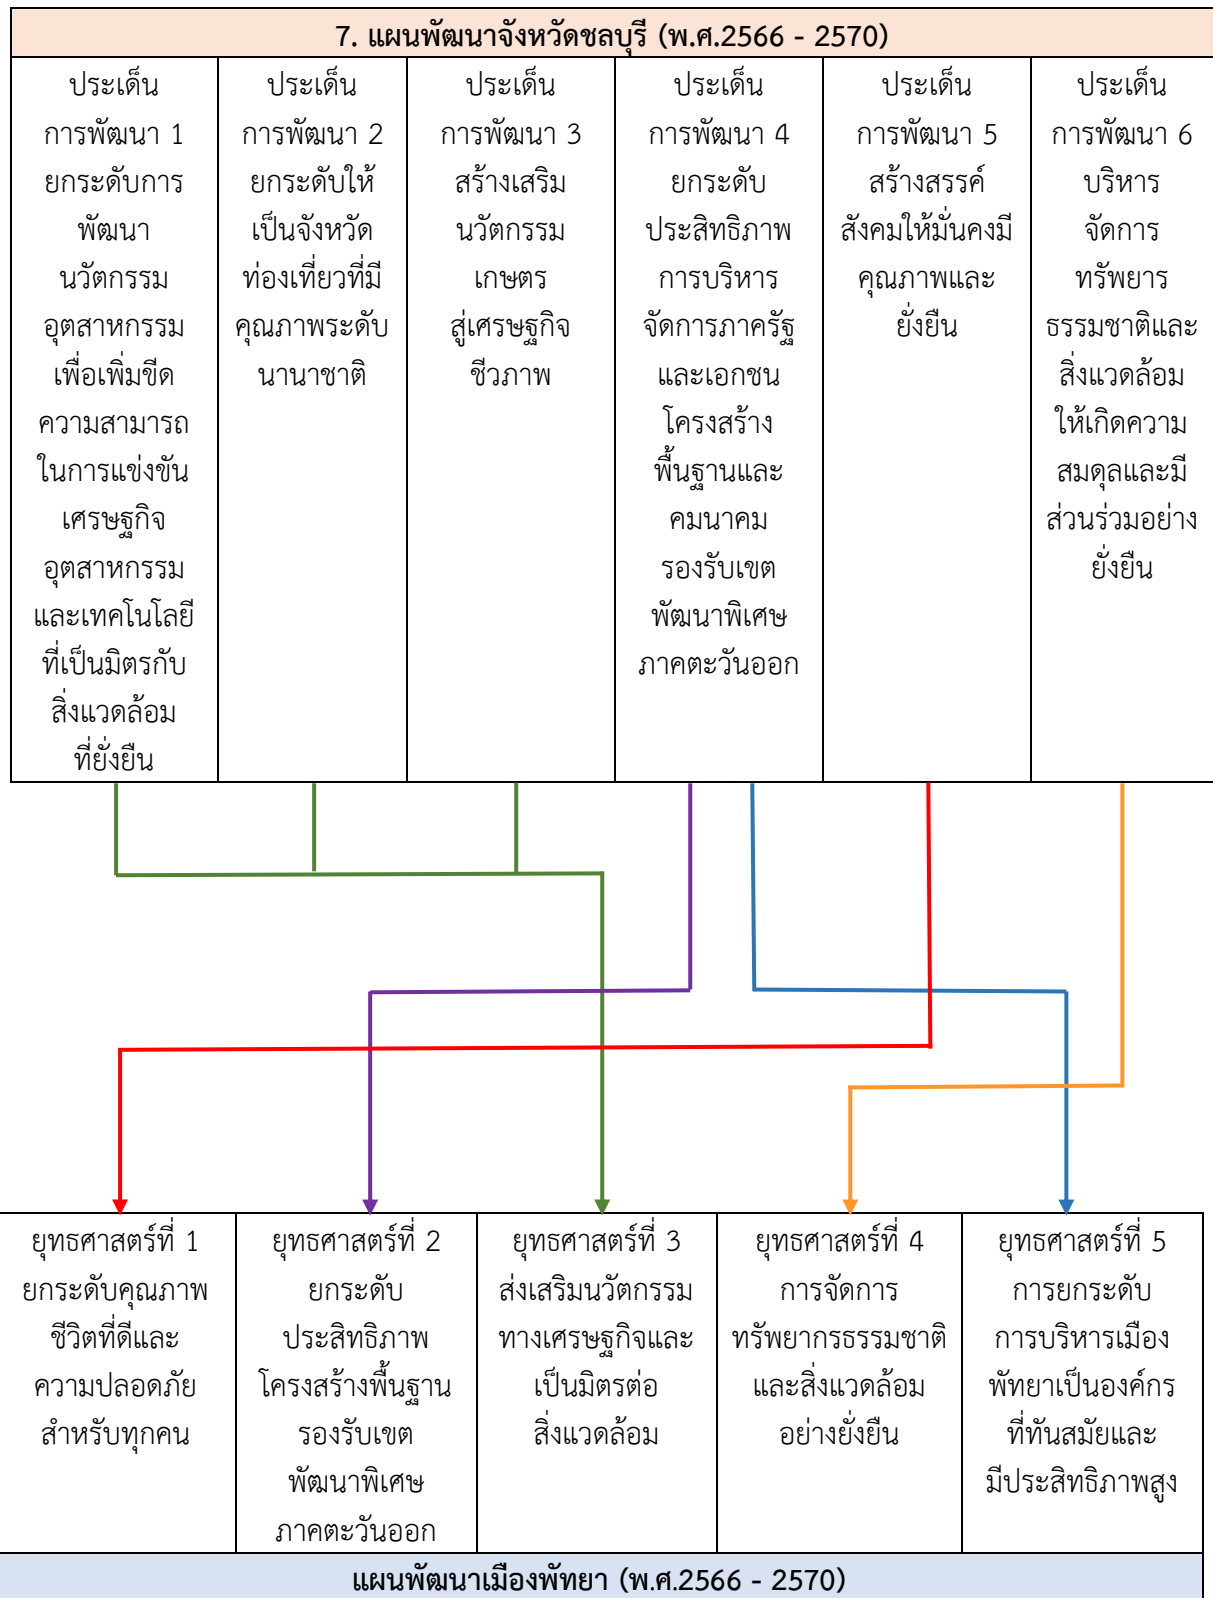 7. แผนพัฒนาจังหวัดชลบุรี (พ.ศ.2566 - 2570)
ประเด็น
การพัฒนา 1
ยกระดับการ
พัฒนา
นวัตกรรม
อุตสาหกรรม
เพื่อเพิ่มขีด
ความสามารถ
ในการแข่งขัน
เศรษฐกิจ
อุตสาหกรรม
และเทคโนโลยี
ที่เป็นมิตรกับ
สิ่งแวดล้อม
ที่ยั่งยืน
ประเด็น
การพัฒนา 2
ยกระดับให้
เป็นจังหวัด
ท่องเที่ยวที่มี
คุณภาพระดับ
นานาชาติ
ประเด็น
การพัฒนา 3
สร้างเสริม
นวัตกรรม
เกษตร
สู่เศรษฐกิจ
ชีวภาพ
ประเด็น
การพัฒนา 4
ยกระดับ
ประสิทธิภาพ
การบริหาร
จัดการภาครัฐ
และเอกชน
โครงสร้าง
พื้นฐานและ
คมนาคม
รองรับเขต
พัฒนาพิเศษ
ภาคตะวันออก
ประเด็น
การพัฒนา 5
สร้างสรรค์
สังคมให้มั่นคงมี
คุณภาพและ
ยั่งยืน
ประเด็น
การพัฒนา 6
บริหาร
จัดการ
ทรัพยาร
ธรรมชาติและ
สิ่งแวดล้อม
ให้เกิดความ
สมดุลและมี
ส่วนร่วมอย่าง
ยั่งยืน
ยุทธศาสตร์ที่ 1
ยกระดับคุณภาพ
ชีวิตที่ดีและ
ความปลอดภัย
สำหรับทุกคน
ยุทธศาสตร์ที่ 2
ยกระดับ
ประสิทธิภาพ
โครงสร้างพื้นฐาน
รองรับเขต
พัฒนาพิเศษ
ภาคตะวันออก
ยุทธศาสตร์ที่ 3
ส่งเสริมนวัตกรรม
ทางเศรษฐกิจและ
เป็นมิตรต่อ
สิ่งแวดล้อม
ยุทธศาสตร์ที่ 4
การจัดการ
ทรัพยากรธรรมชาติ
และสิ่งแวดล้อม
อย่างยั่งยืน
ยุทธศาสตร์ที่ 5
การยกระดับ
การบริหารเมือง
พัทยาเป็นองค์กร
ที่ทันสมัยและ
มีประสิทธิภาพสูง
แผนพัฒนาเมืองพัทยา (พ.ศ.2566 - 2570)